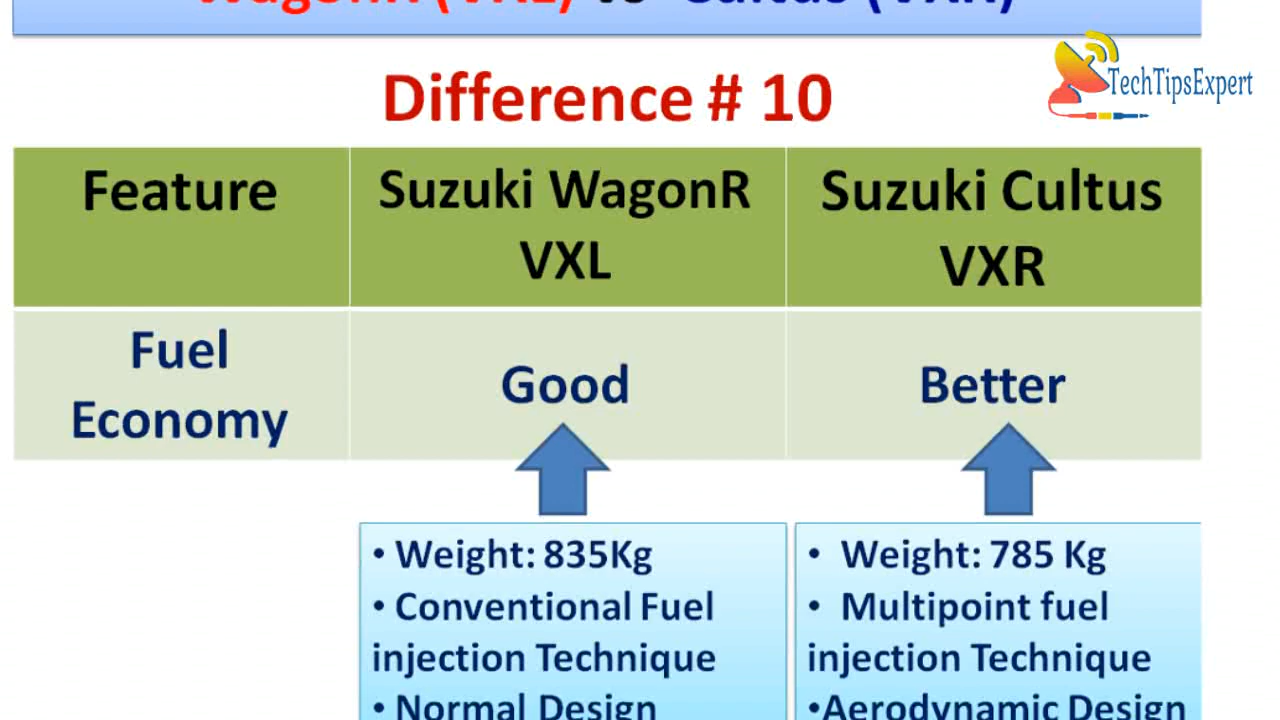 WagonR (VXL) vs Cultus (VXR)
TechTipsExpert
Difference # 10
Feature
Suzuki WagonR
VXL
Suzuki Cultus
VXR
Fuel
Economy
Good
Better
• Weight: 835Kg
• Conventional Fuel
injection Technique
• Normal Design
• Weight: 785 Kg
• Multipoint fuel
injection Technique
•Aerodynamic Design